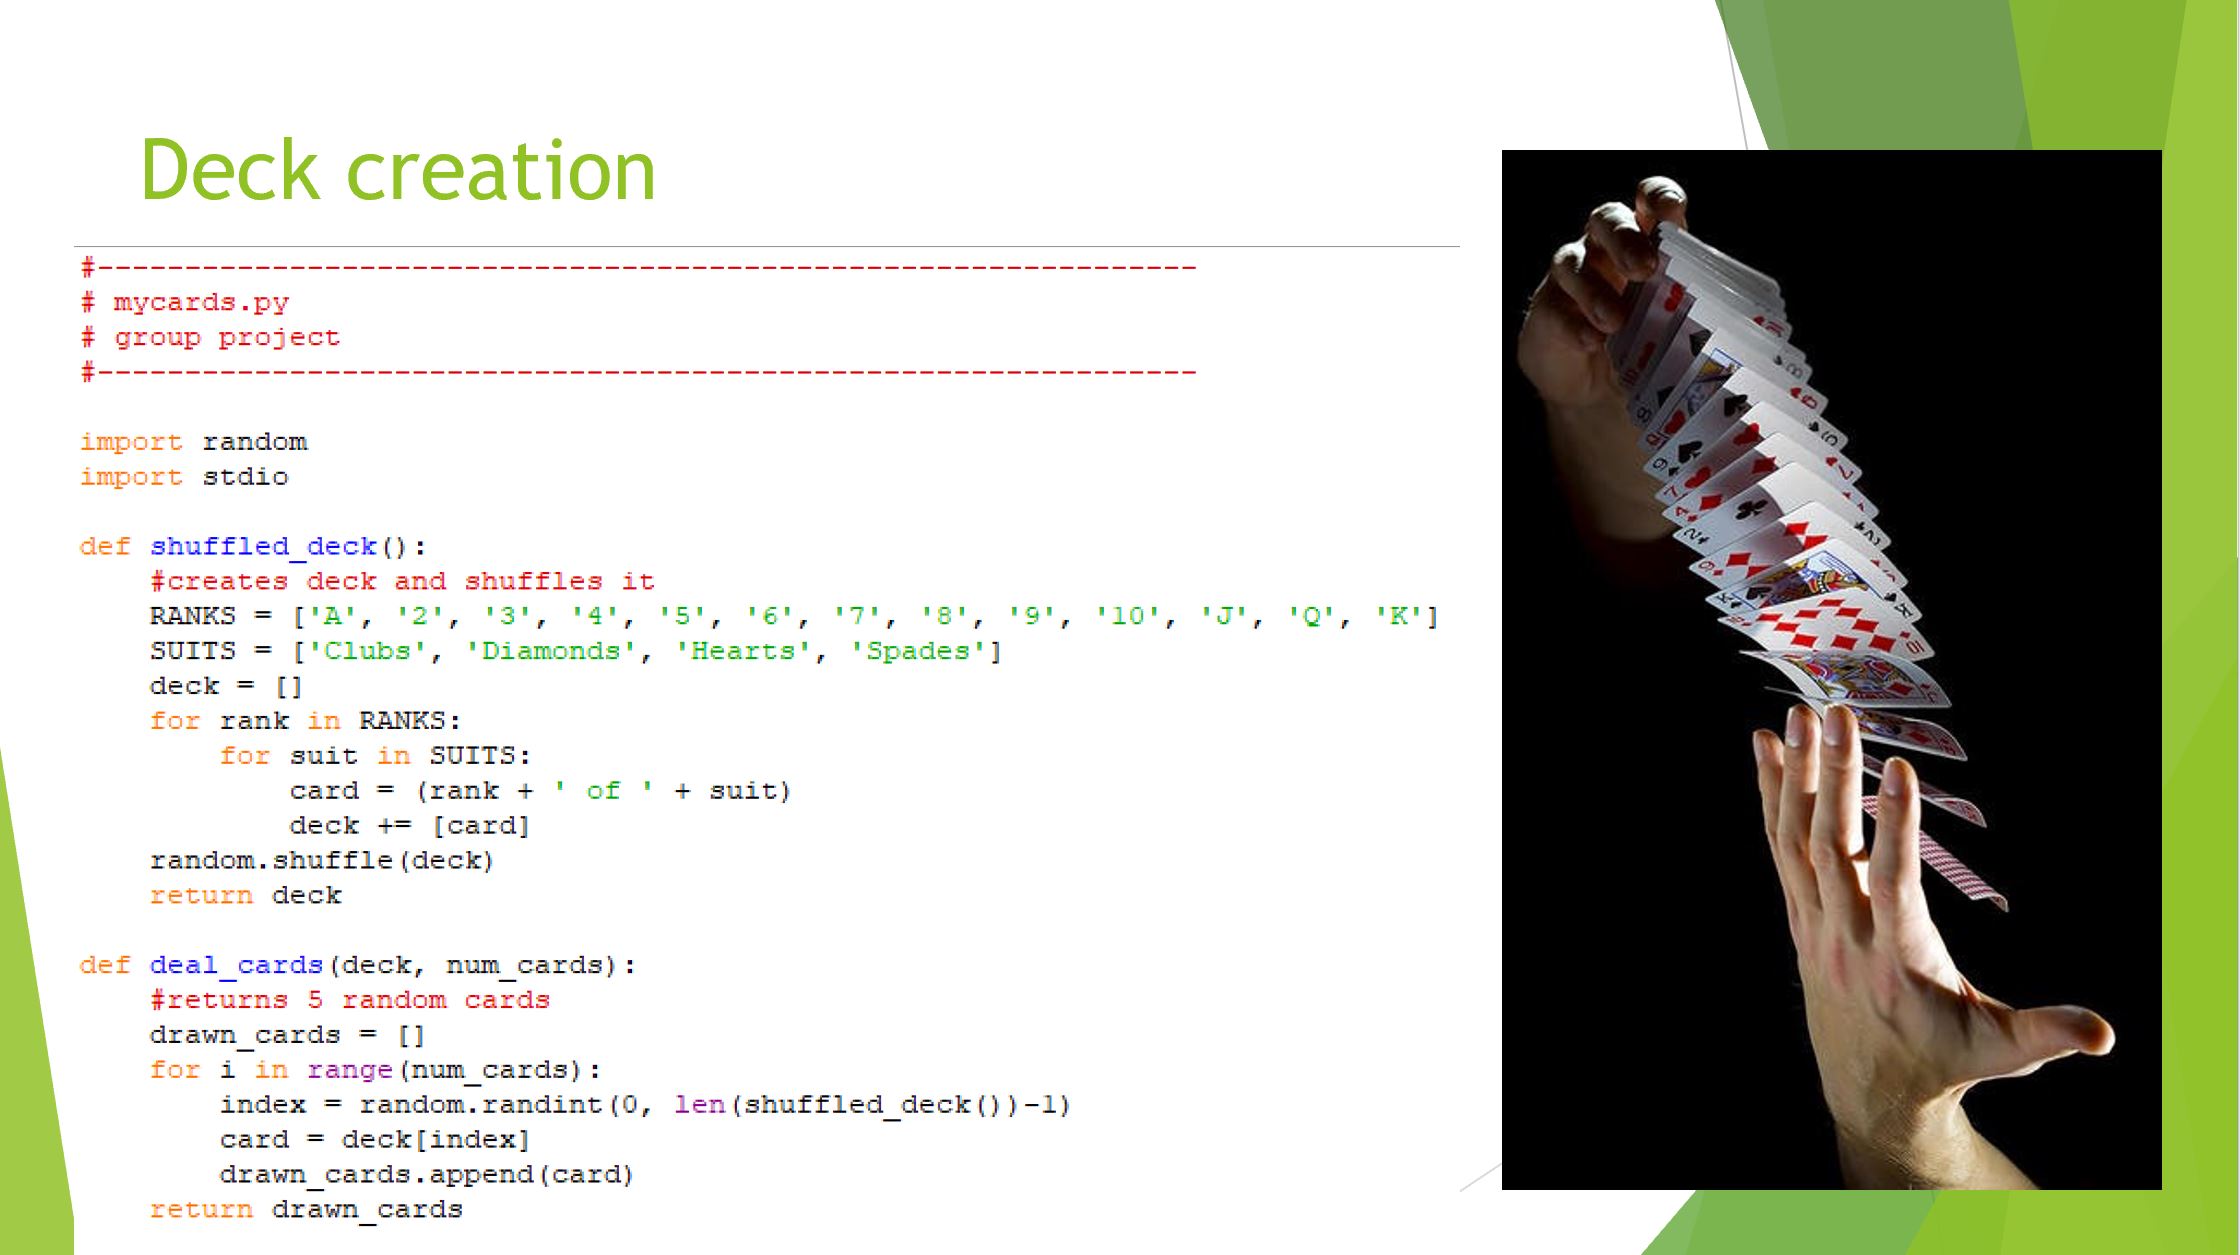 Deck creation
#---------------------------------------------------------------
# mycards.py
# group project
#---------------------------------------------------------------
import random
import stdio
def shuffled_deck():
    #creates deck and shuffles it
    RANKS = ['A', '2', '3', '4', '5', '6', '7', '8', '9', '10', 'J', 'Q', 'K']
    SUITS = ['Clubs', 'Diamonds', 'Hearts', 'Spades']
    deck = []
    for rank in RANKS:
        for suit in SUITS:
            card = (rank + ' of ' + suit)
            deck += [card]
    random.shuffle(deck)
    return deck
def deal_cards(deck, num_cards):
    #returns 5 random cards
    drawn_cards = []
    for i in range(num_cards):
        index = random.randint(0, len(shuffled_deck())-1)
        card = deck[index]
        drawn_cards.append(card)
    return drawn_cards